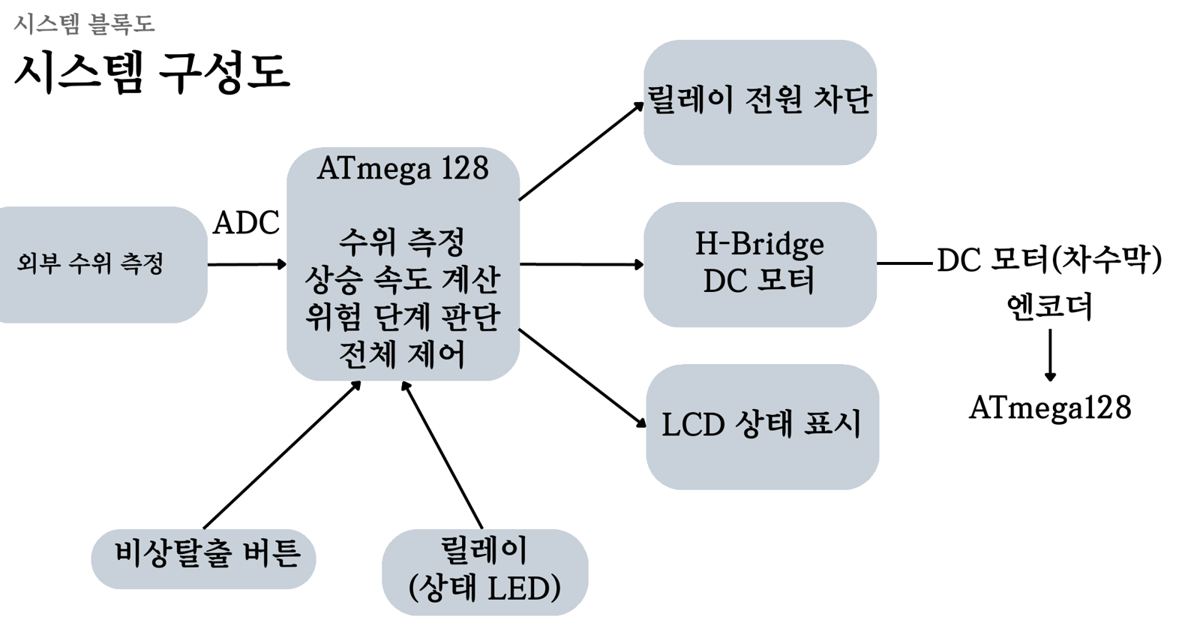 시스템 블록도
시스템 구성도
외부 수위 측정
ADC
ATmega 128
수위 측정
상승 속도 계산
위험 단계 판단
전체 제어
릴레이 전원 차단
H-Bridge
DC 모터
LCD 상태 표시
DC 모터(차수막)
엔코더
ATmega128
비상탈출 버튼
릴레이
(상태 LED)